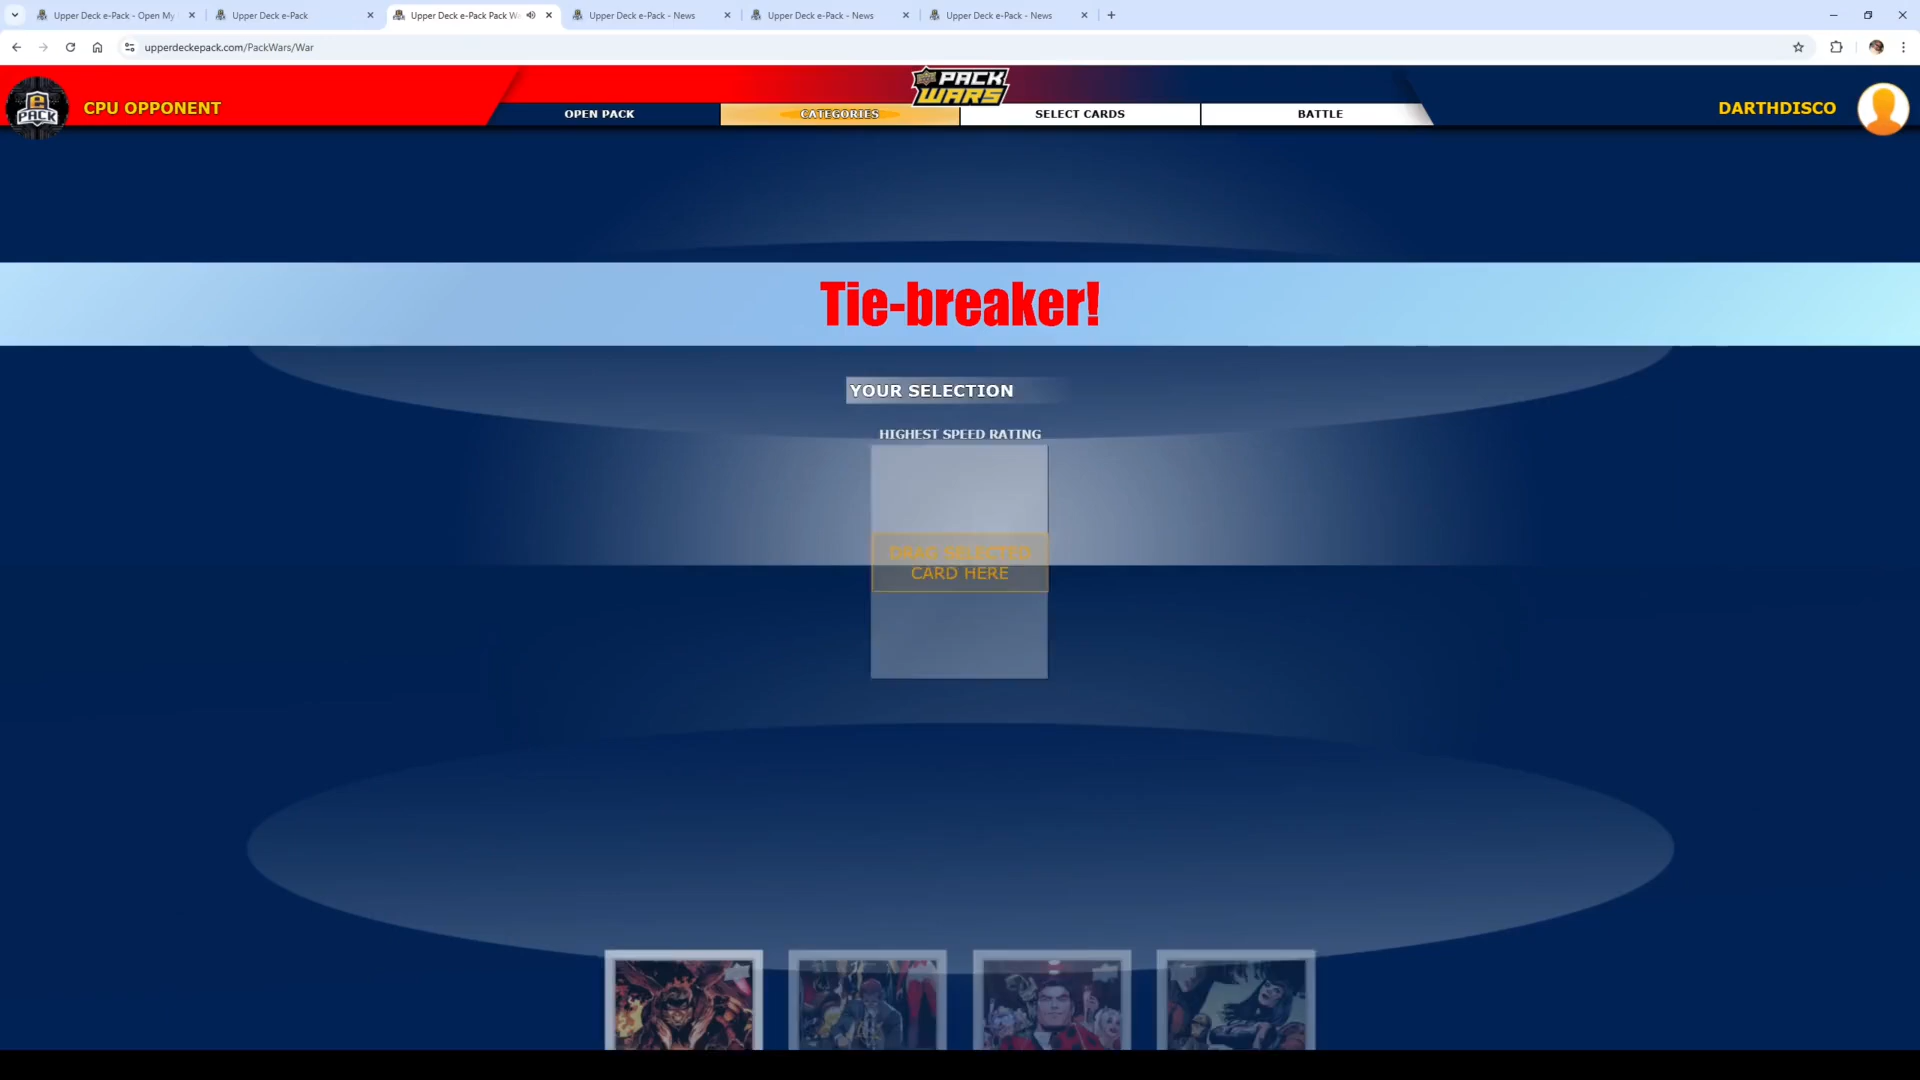 Upper Deck e-Pack - Open My
Upper Deck e-Pack
Upper Deck e-Pack Pack W
Upper Deck e-Pack - News
Upper Deck e-Pack - News
Upper Deck e-Pack - News
upperdeckepack.com/PackWars/War
e PACK
CPU OPPONENT
PACK WARS
DARTHDISCO
OPEN PACK
CATEGORIES
SELECT CARDS
BATTLE
Tie-breaker!
YOUR SELECTION
HIGHEST SPEED RATING
DRAG SELECTED
CARD HERE